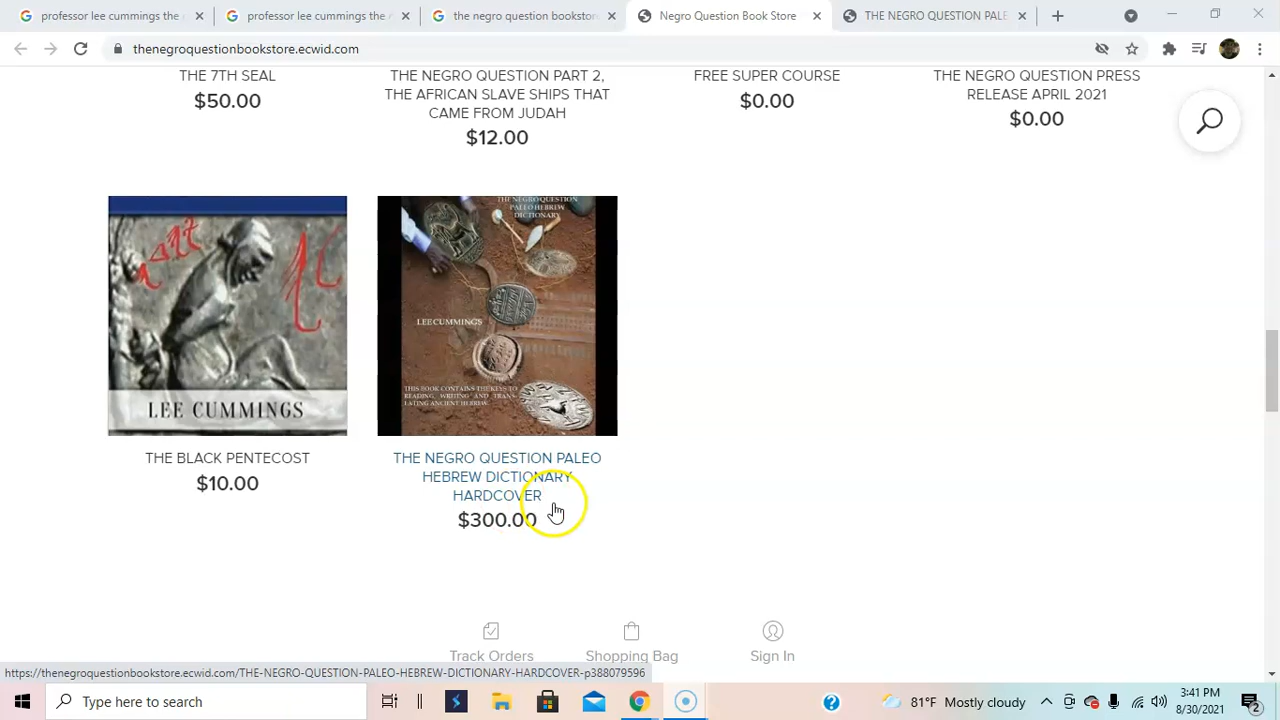 professor lee cummings the
professor lee cummings the
the negro question bookstore
Negro Question Book Store
THE NEGRO QUESTION PALE
thenegroquestionbookstore.ecwid.com
THE 7TH SEAL
$50.00
THE NEGRO QUESTION PART 2,
THE AFRICAN SLAVE SHIPS THAT
CAME FROM JUDAH
$12.00
FREE SUPER COURSE
$0.00
THE NEGRO QUESTION PRESS
RELEASE APRIL 2021
$0.00
LEE CUMMINGS
THE BLACK PENTECOST
$10.00
THE NEGRO QUESTION
PALEO HEBREW
DICTIONARY
LEE CUMMINGS
THIS BOOK CONTAINS THE KEYS TO
READING, WRITING AND TRANS-
LATING ANCIENT HEBREW.
THE NEGRO QUESTION PALEO
HEBREW DICTIONARY
HARDCOVER
$300.00
Track Orders
Shopping Bag
Sign In
https://thenegroquestionbookstore.ecwid.com/THE-NEGRO-QUESTION-PALEO-HEBREW-DICTIONARY-HARDCOVER-p388079596
Type here to search
81°F Mostly cloudy
3:41 PM
8/30/2021
2